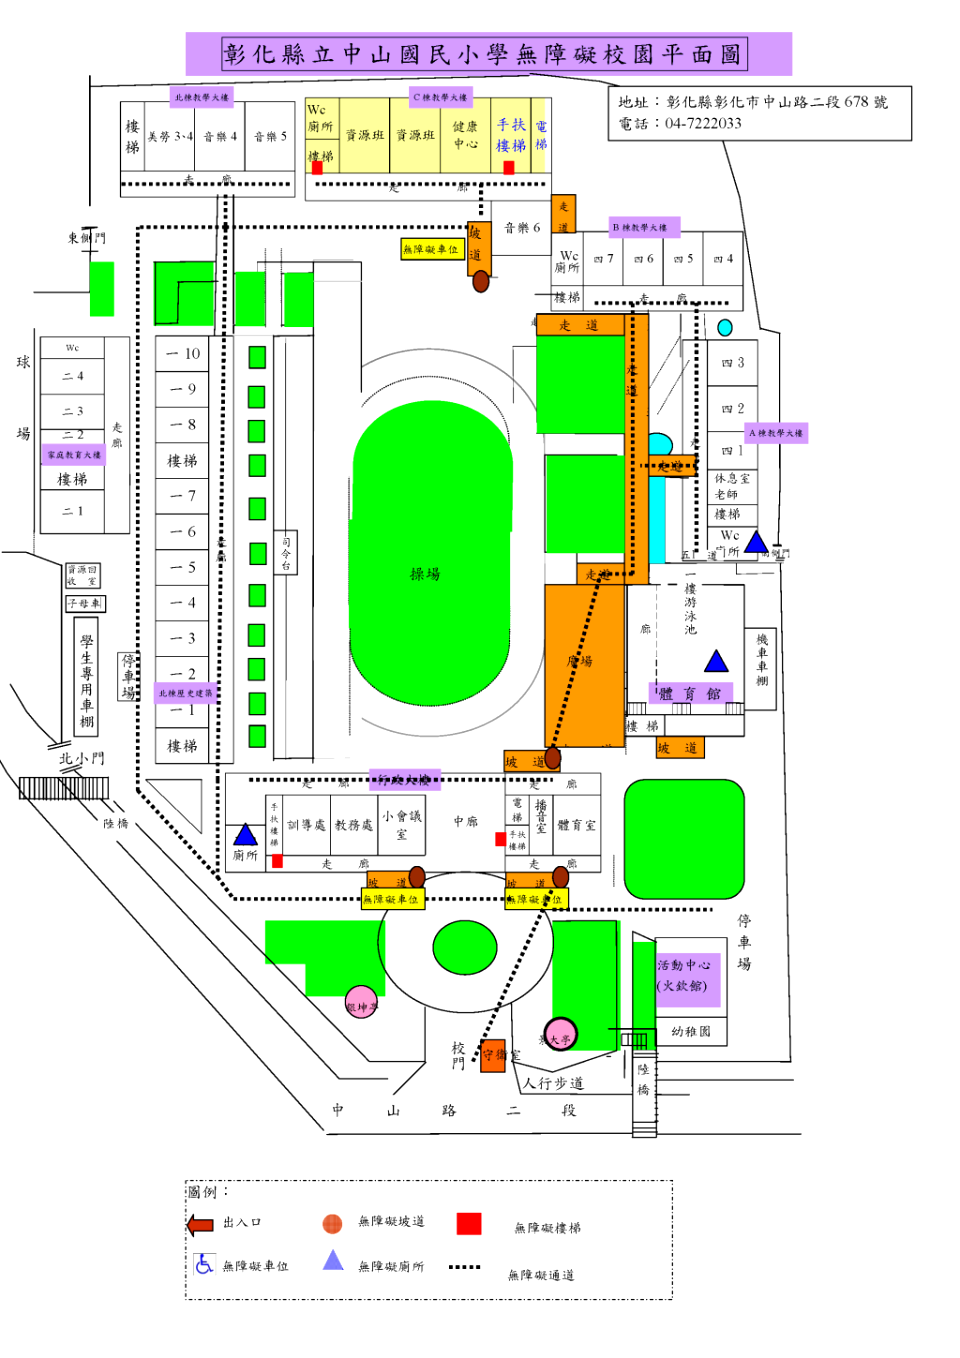 彰化縣立中山國民小學無障礙校園平面圖
地址：彰化縣彰化市中山路二段 678 號
電話：04-7222033
北棟教學大樓
樓梯
美勞 3、4
音樂 4
音樂 5
走 廊
C 棟教學大樓
Wc
廁所
樓梯
資源班
資源班
健康
中心
手扶
樓梯
電梯
走 廊
東側門
無障礙車位
坡道
音樂 6
走道
B 棟教學大樓
Wc
廁所
四 7
四 6
四 5
四 4
樓梯
走 廊
走 道
走道
球場
Wc
二 4
二 3
二 2
家庭教育大樓
樓梯
二 1
走廊
一 10
一 9
一 8
樓梯
一 7
一 6
一 5
一 4
一 3
一 2
北棟歷史建築
一 1
樓梯
走廊
司令台
操場
四 3
四 2
A 棟教學大樓
四 1
休息室
老師
樓梯
Wc
廁所
南側門
走道
走道
廣場
一樓游泳池
廊
體 育 館
樓 梯
坡 道
機車車棚
資源回
收 室
子母車
學生專用車棚
停車場
北小門
陸橋
坡 道
行政大樓
走 廊
走 廊
廁所
手扶樓梯
訓導處
教務處
小會議
室
中廊
電梯
手扶
樓梯
播音室
體育室
走 廊
走 廊
坡 道
坡 道
無障礙車位
無障礙車位
停車場
活動中心
(火欽館)
幼稚園
陸橋
校門
守衛室
人行步道
中 山 路 二 段
圖例：
出入口
無障礙坡道
無障礙樓梯
無障礙車位
無障礙廁所
無障礙通道